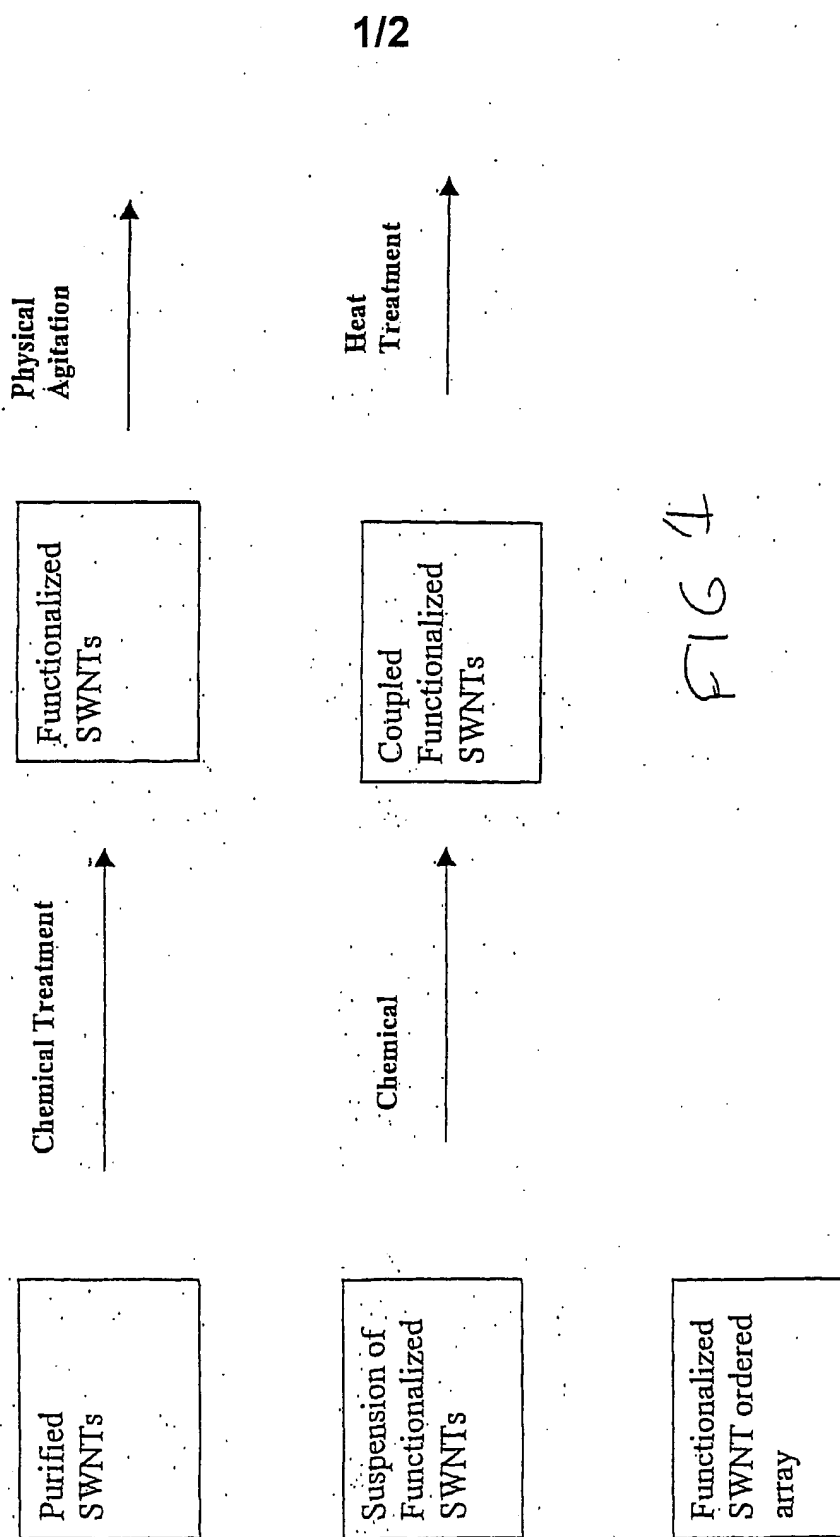 1/2
Purified
SWNTs
Chemical Treatment
Functionalized
SWNTs
Physical
Agitation
Suspension of
Functionalized
SWNTs
Chemical
Coupled
Functionalized
SWNTs
Heat
Treatment
Functionalized
SWNT ordered
array
FIG 1